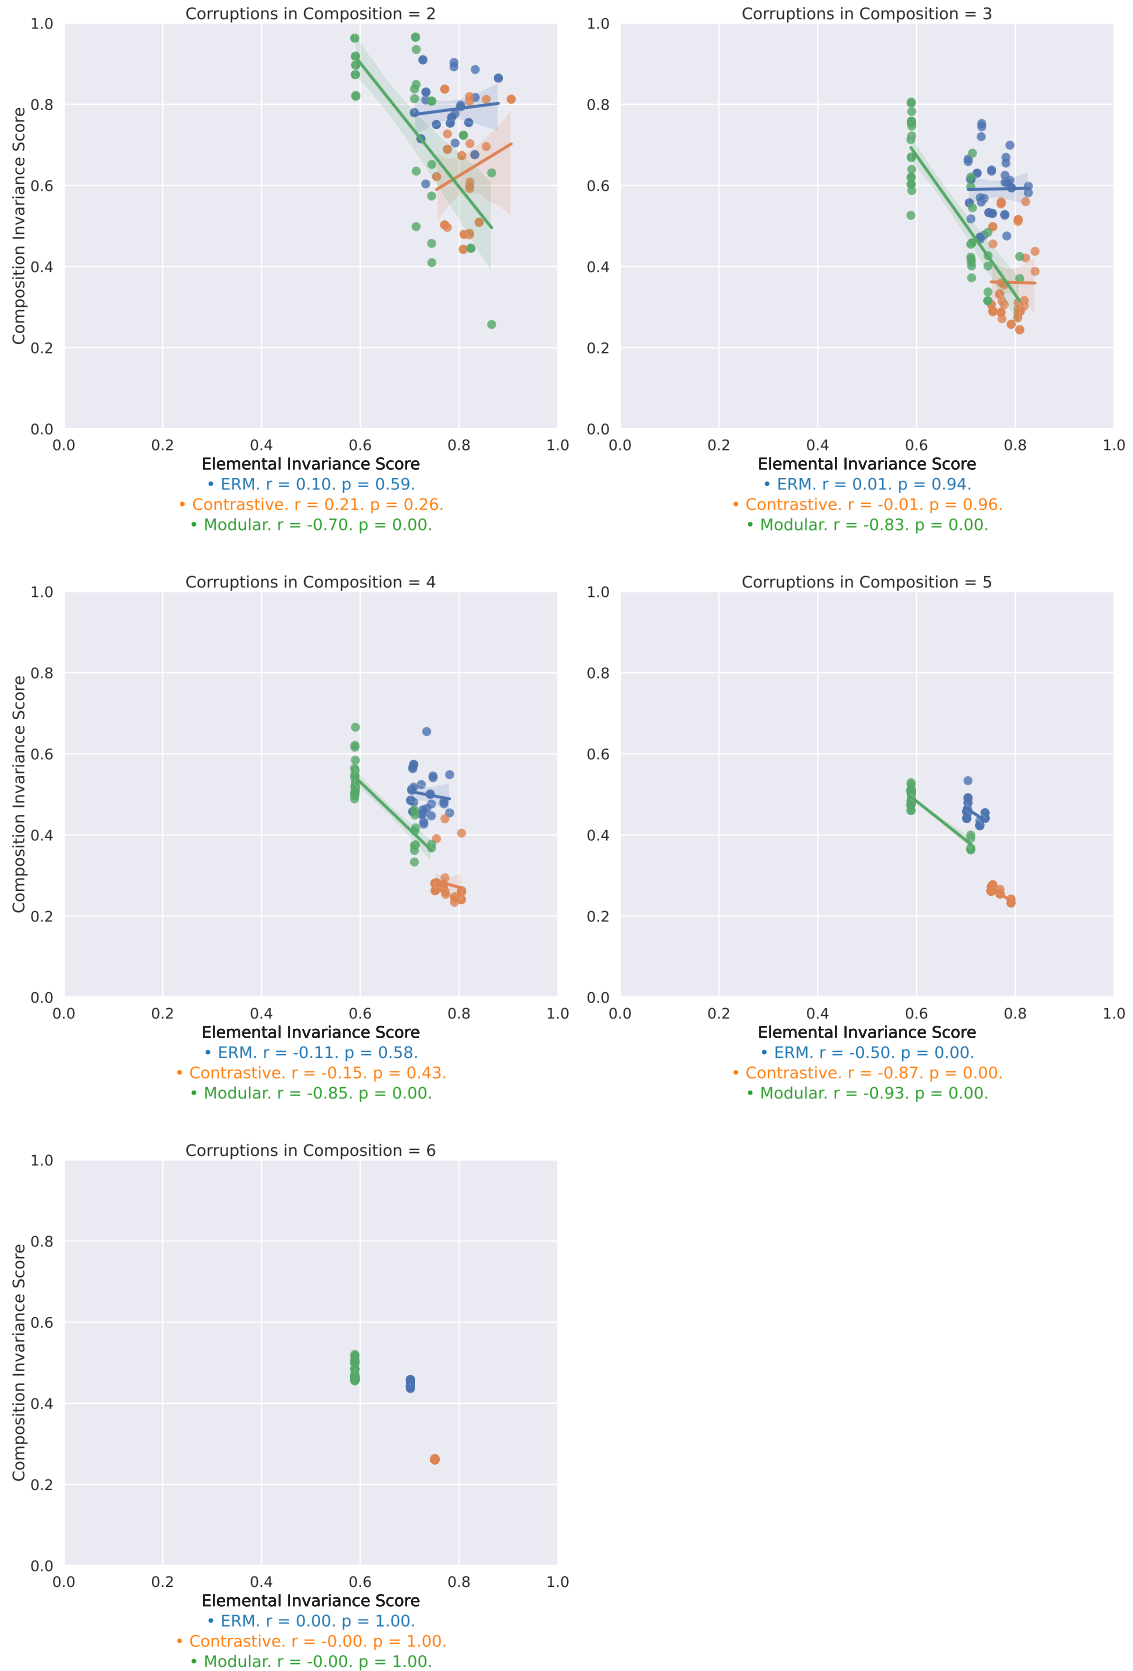 Corruptions in Composition = 2
1.0
0.8
0.6
0.4
0.2
0.0
Composition Invariance Score
0.0 0.2 0.4 0.6 0.8 1.0
Elemental Invariance Score
• ERM. r = 0.10. p = 0.59.
• Contrastive. r = 0.21. p = 0.26.
• Modular. r = -0.70. p = 0.00.
Corruptions in Composition = 3
1.0
0.8
0.6
0.4
0.2
0.0
0.0 0.2 0.4 0.6 0.8 1.0
Elemental Invariance Score
• ERM. r = 0.01. p = 0.94.
• Contrastive. r = -0.01. p = 0.96.
• Modular. r = -0.83. p = 0.00.
Corruptions in Composition = 4
1.0
0.8
0.6
0.4
0.2
0.0
Composition Invariance Score
0.0 0.2 0.4 0.6 0.8 1.0
Elemental Invariance Score
• ERM. r = -0.11. p = 0.58.
• Contrastive. r = -0.15. p = 0.43.
• Modular. r = -0.85. p = 0.00.
Corruptions in Composition = 5
1.0
0.8
0.6
0.4
0.2
0.0
0.0 0.2 0.4 0.6 0.8 1.0
Elemental Invariance Score
• ERM. r = -0.50. p = 0.00.
• Contrastive. r = -0.87. p = 0.00.
• Modular. r = -0.93. p = 0.00.
Corruptions in Composition = 6
1.0
0.8
0.6
0.4
0.2
0.0
Composition Invariance Score
0.0 0.2 0.4 0.6 0.8 1.0
Elemental Invariance Score
• ERM. r = 0.00. p = 1.00.
• Contrastive. r = -0.00. p = 1.00.
• Modular. r = -0.00. p = 1.00.